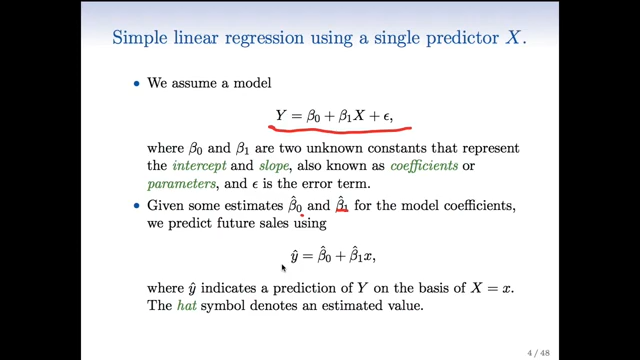 Simple linear regression using a single predictor X.
• We assume a model
Y = β₀ + β₁X + ϵ,
where β₀ and β₁ are two unknown constants that represent
the intercept and slope, also known as coefficients or
parameters, and ϵ is the error term.
• Given some estimates β̂₀ and β̂₁ for the model coefficients,
we predict future sales using
ŷ = β̂₀ + β̂₁x,
where ŷ indicates a prediction of Y on the basis of X = x.
The hat symbol denotes an estimated value.
4 / 48